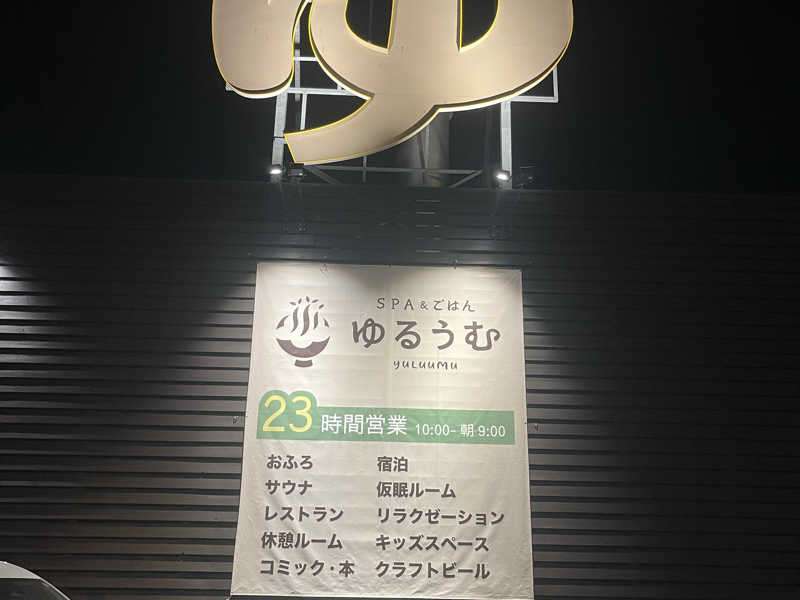 ゆ
SPA&ごはん
ゆるうむ
yuluumu
23時間営業 10:00-朝9:00
おふろ 宿泊
サウナ 仮眠ルーム
レストラン リラクゼーション
休憩ルーム キッズスペース
コミック・本 クラフトビール